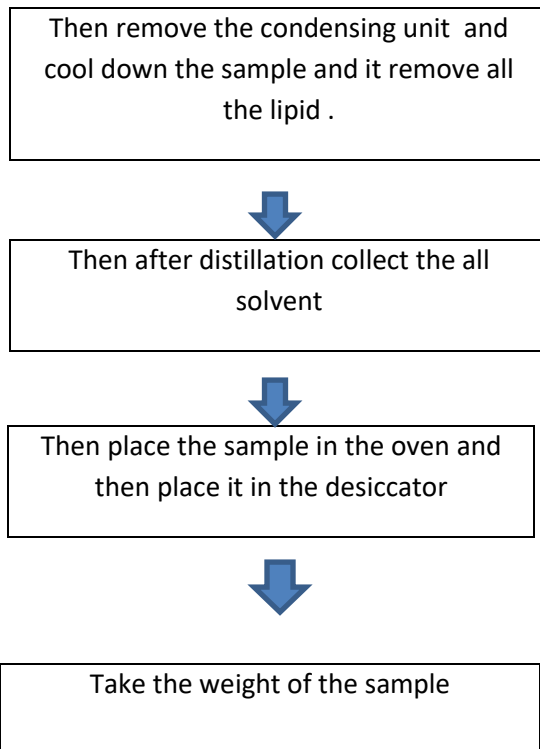 Then remove the condensing unit and
cool down the sample and it remove all
the lipid .
Then after distillation collect the all
solvent
Then place the sample in the oven and
then place it in the desiccator
Take the weight of the sample